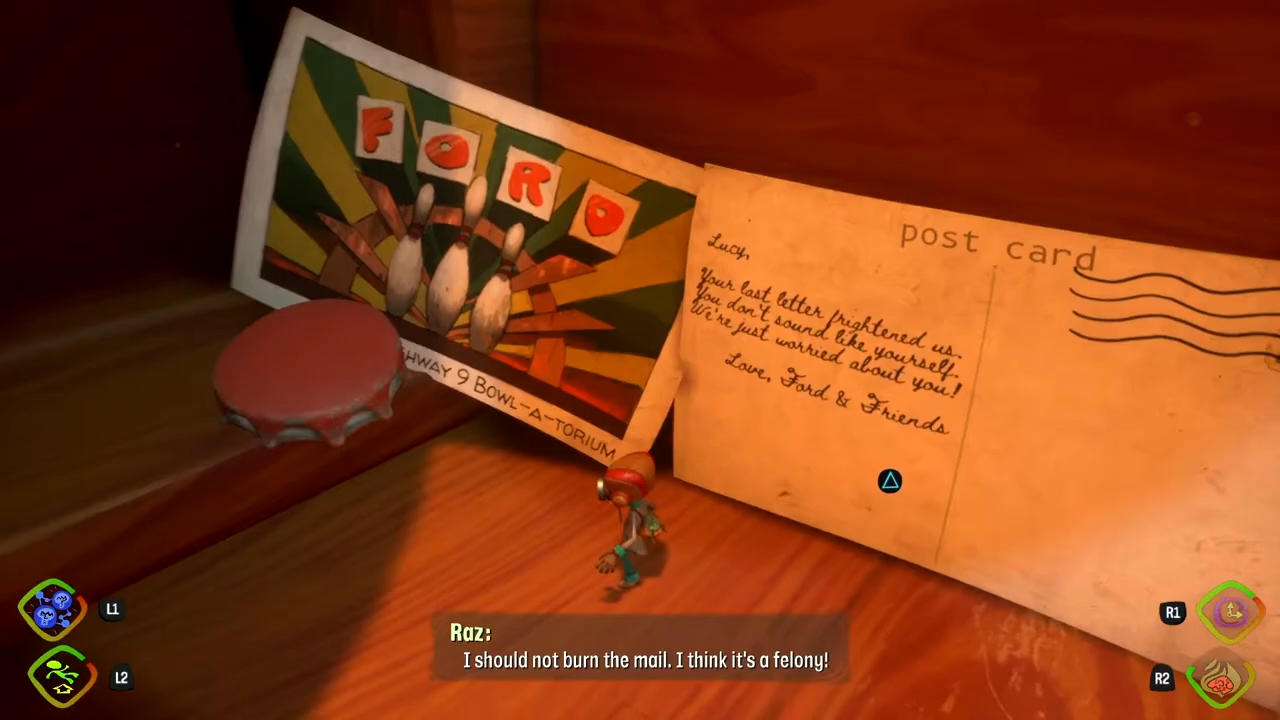 FORD
HWAY 9 BOWL-A-TORIUM
post card
Lucy,
Your last letter frightened us.
You don't sound like yourself.
We're just worried about you!
Love, Ford & Friends
L1
L2
R1
R2
Raz:
I should not burn the mail. I think it's a felony!